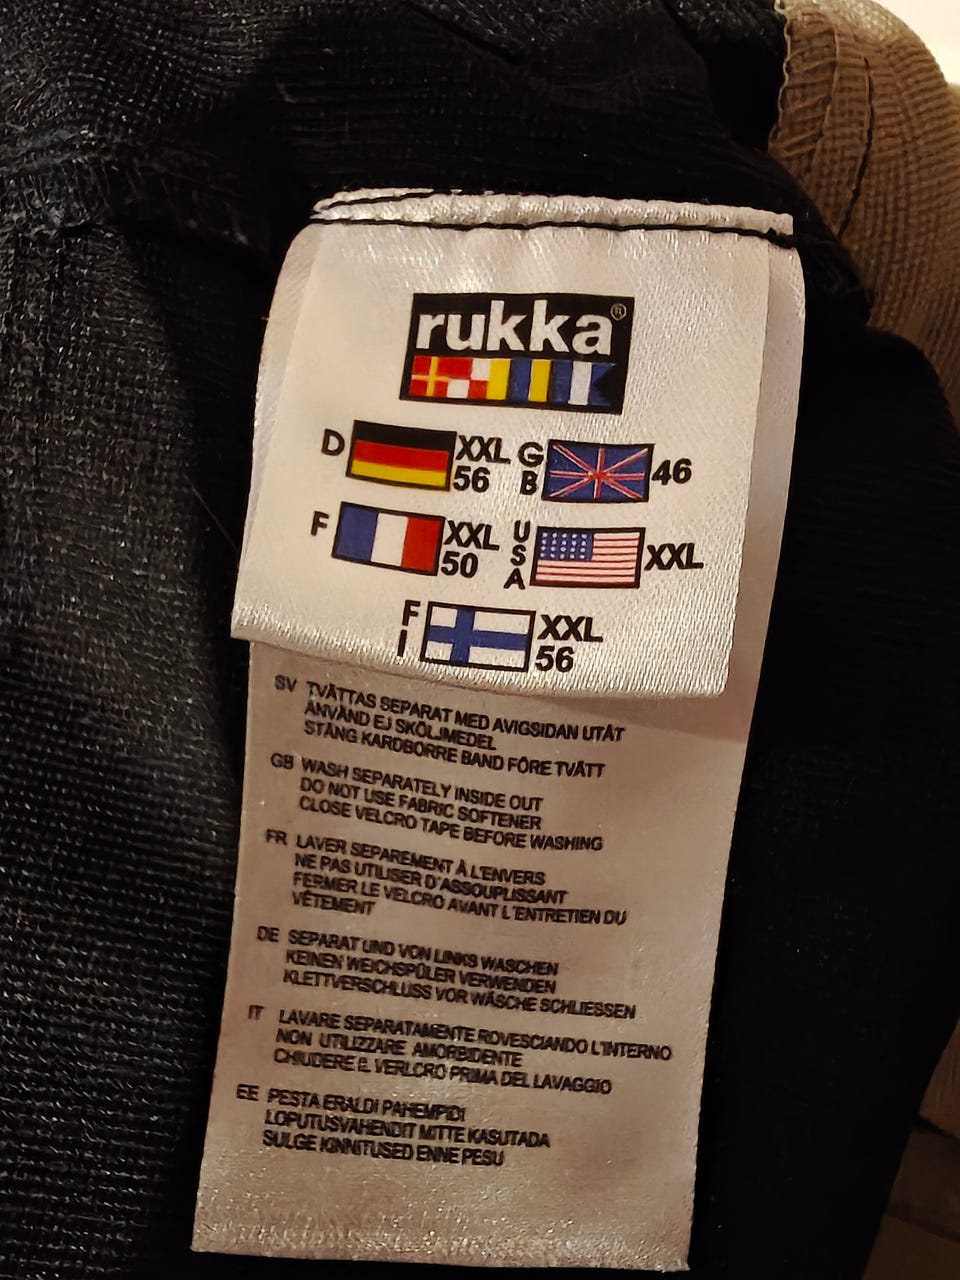 rukka®
D XXL 56
GB 46
F XXL 50
USA XXL
FI XXL 56
SV TVÄTTAS SEPARAT MED AVIGSIDAN UTÅT
ANVÄND EJ SKÖLJMEDEL
STÄNG KARDBORRE BAND FÖRE TVÄTT
GB WASH SEPARATELY INSIDE OUT
DO NOT USE FABRIC SOFTENER
CLOSE VELCRO TAPE BEFORE WASHING
FR LAVER SEPAREMENT À L'ENVERS
NE PAS UTILISER D'ASSOUPLISSANT
FERMER LE VELCRO AVANT L'ENTRETIEN DU
VÊTEMENT
DE SEPARAT UND VON LINKS WASCHEN
KEINEN WEICHSPÜLER VERWENDEN
KLETTVERSCHLUSS VOR WÄSCHE SCHLIESSEN
IT LAVARE SEPARATAMENTE ROVESCIANDO L'INTERNO
NON UTILIZZARE AMORBIDENTE
CHIUDERE IL VERLCRO PRIMA DEL LAVAGGIO
EE PESTA ERALDI PAHEMPIDI
LOPUTUSVAHENDIT MITTE KASUTADA
SULGE KINNITUSED ENNE PESU